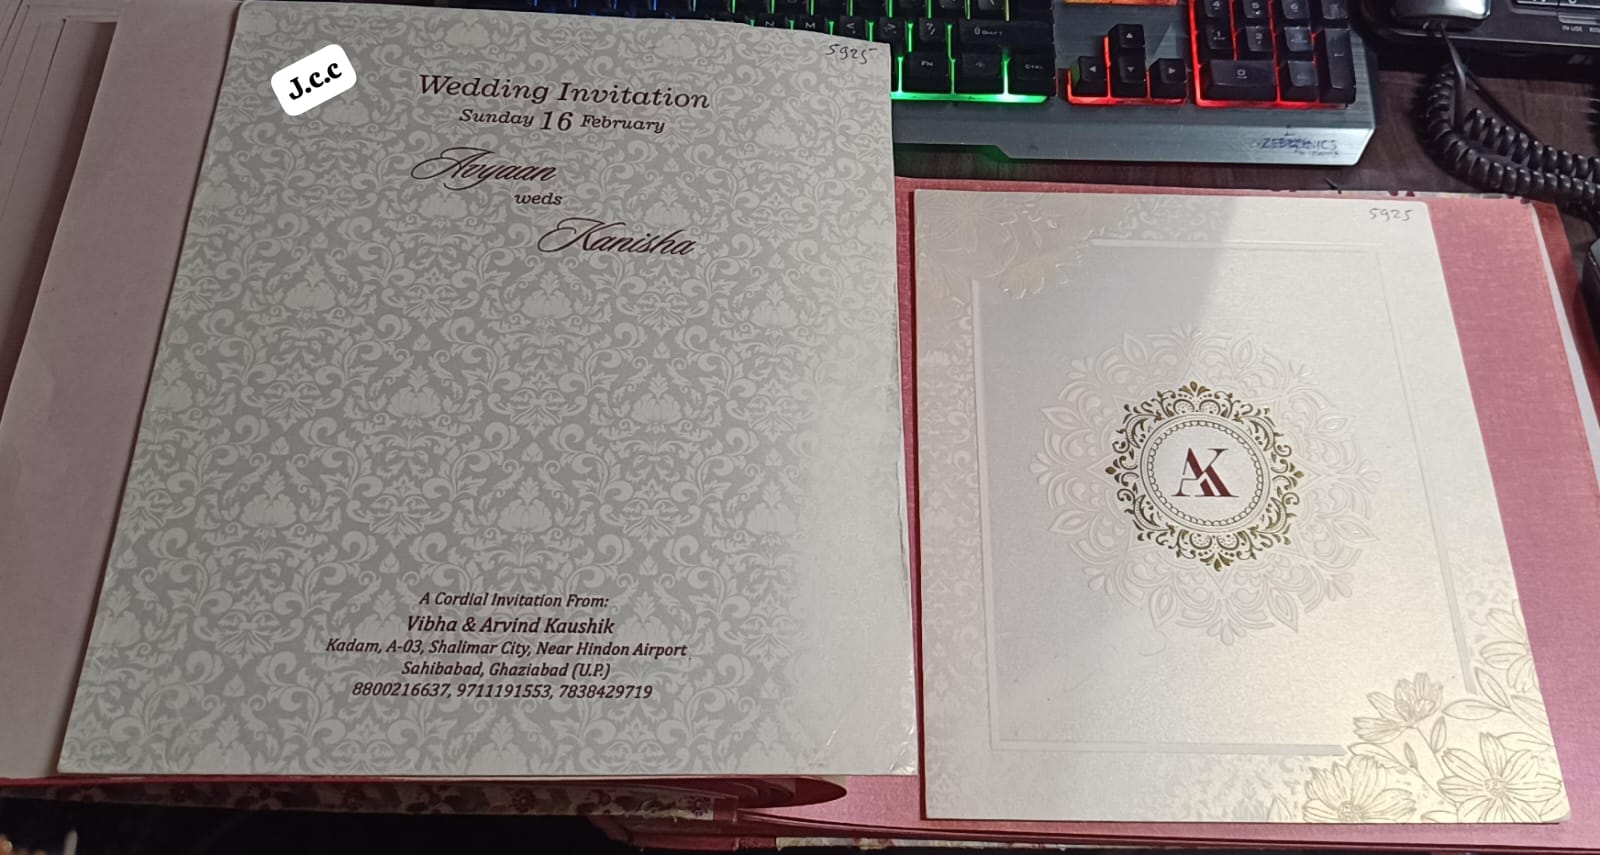 J.c.c
5925
Wedding Invitation
Sunday 16 February
Avyaan
weds
Kanisha
A Cordial Invitation From:
Vibha & Arvind Kaushik
Kadam, A-03, Shalimar City, Near Hindon Airport
Sahibabad, Ghaziabad (U.P.)
8800216637, 9711191553, 7838429719
5925
AK
ZEBRONICS